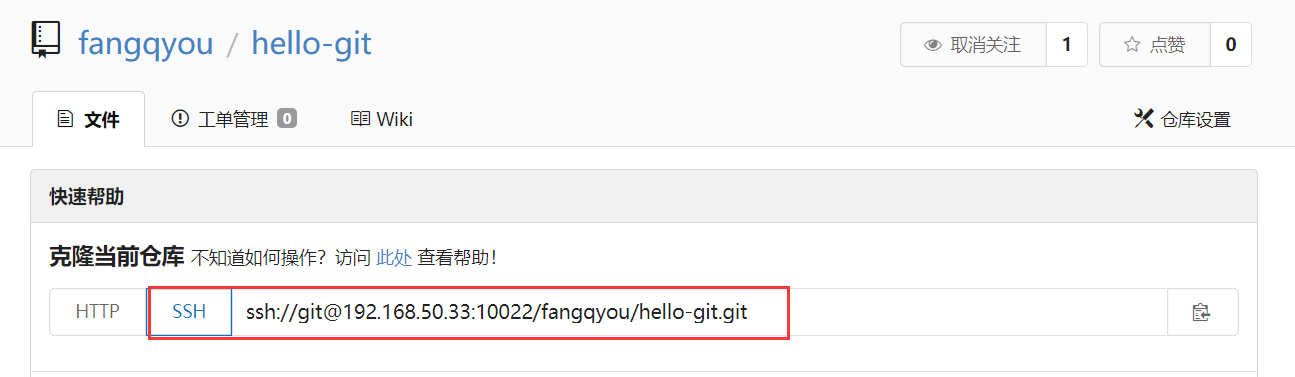 fangqyou / hello-git
取消关注 1
点赞 0
文件
工单管理 0
Wiki
仓库设置
快速帮助
克隆当前仓库 不知道如何操作？访问 此处 查看帮助！
HTTP SSH ssh://git@192.168.50.33:10022/fangqyou/hello-git.git